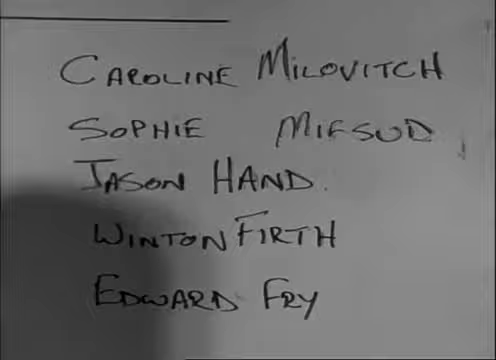 CAROLINE MILOVITCH
SOPHIE MIFSUD
JASON HAND.
WINTON FIRTH
EDWARD FRY